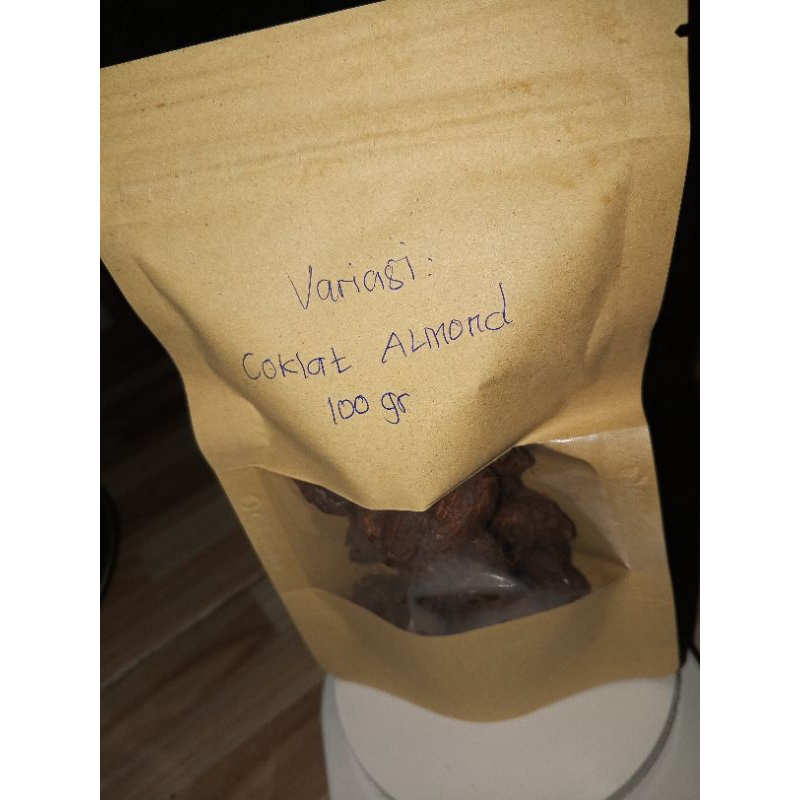 Variasi:
Coklat ALMOnd
100 gr